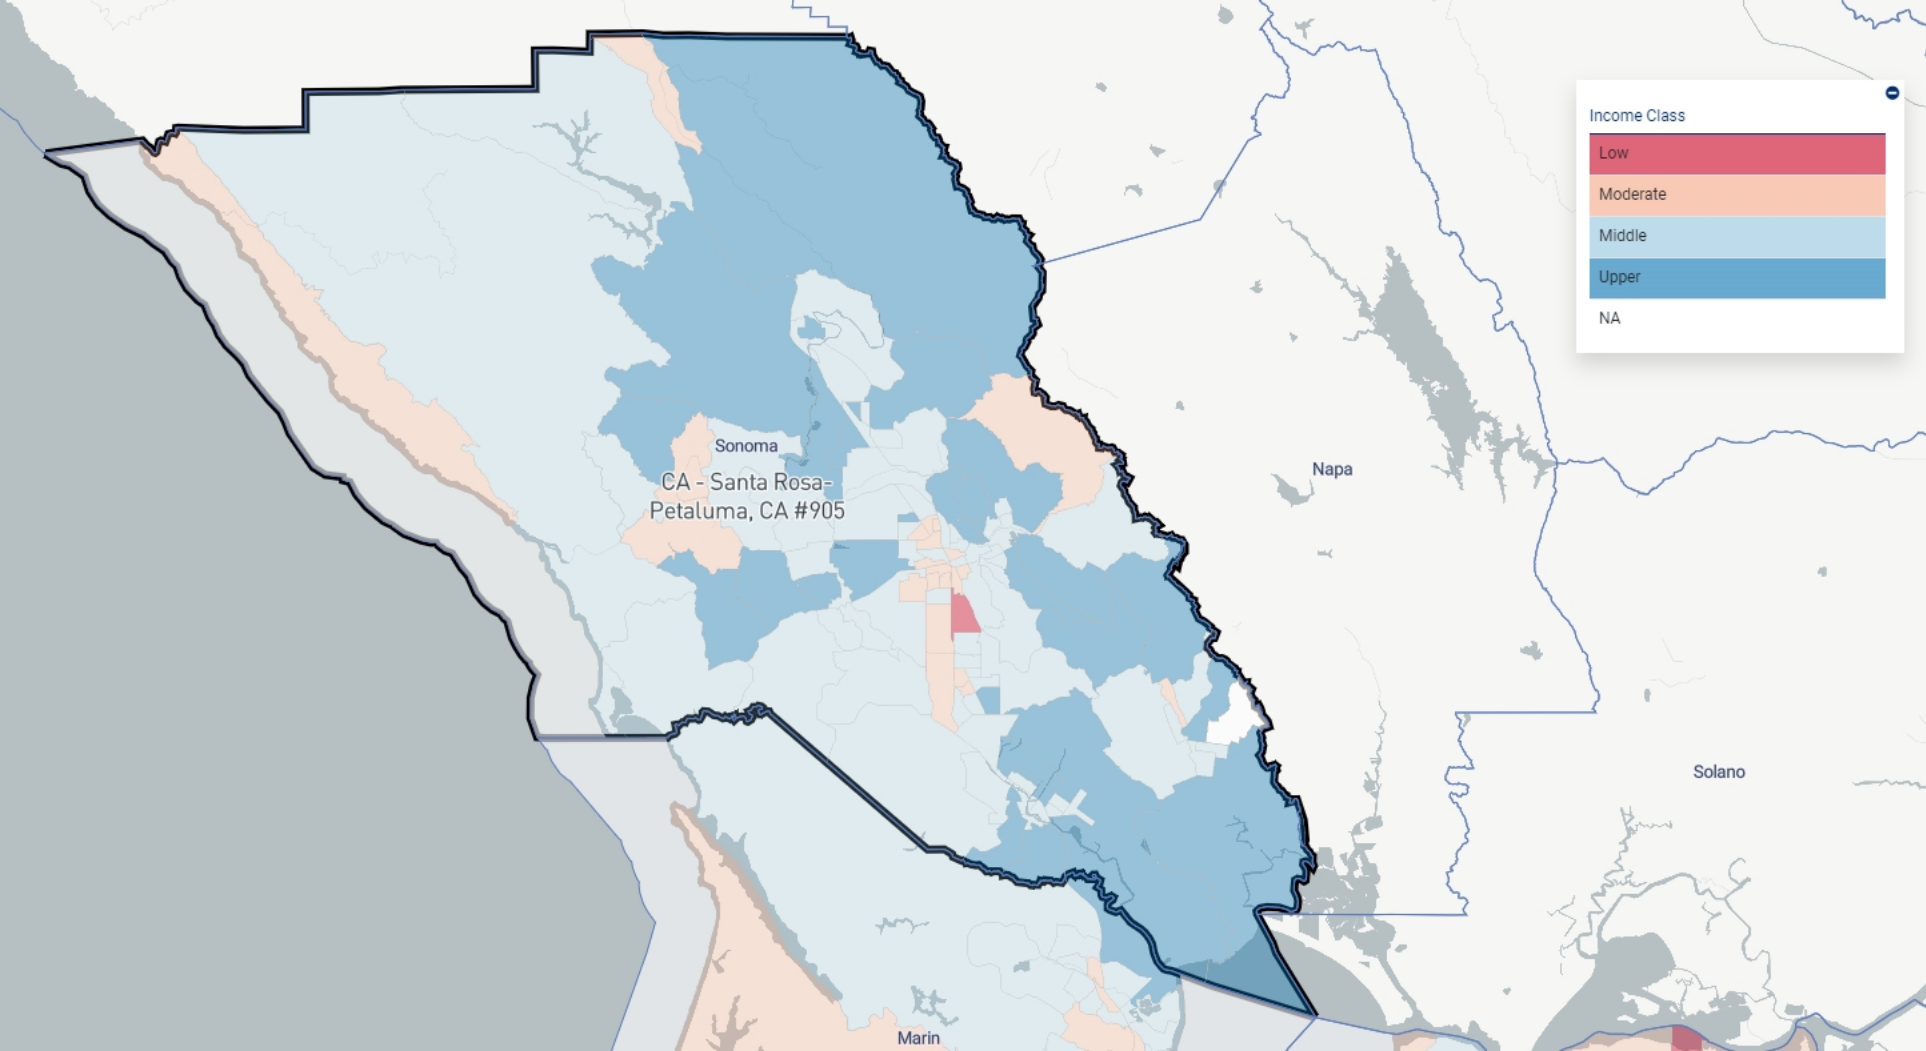 Income Class
Low
Moderate
Middle
Upper
NA
Sonoma
CA - Santa Rosa-
Petaluma, CA #905
Napa
Solano
Marin